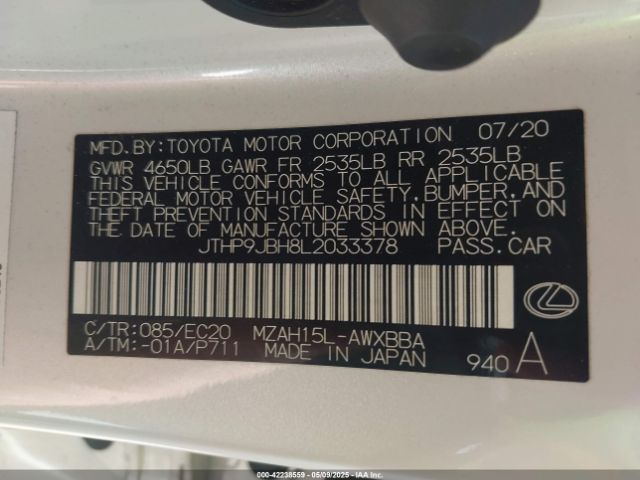 MFD.BY:TOYOTA MOTOR CORPORATION 07/20
GVWR 4650LB GAWR FR 2535LB RR 2535LB
THIS VEHICLE CONFORMS TO ALL APPLICABLE
FEDERAL MOTOR VEHICLE SAFETY,BUMPER,AND
THEFT PREVENTION STANDARDS IN EFFECT ON
THE DATE OF MANUFACTURE SHOWN ABOVE.
JTHP9JBH8L2033378 PASS.CAR
C/TR:085/EC20 MZAH15L-AWXBBA
A/TM:-01A/P711 MADE IN JAPAN 940 A
000-42238559 - 05/09/2025 - IAAI.COM